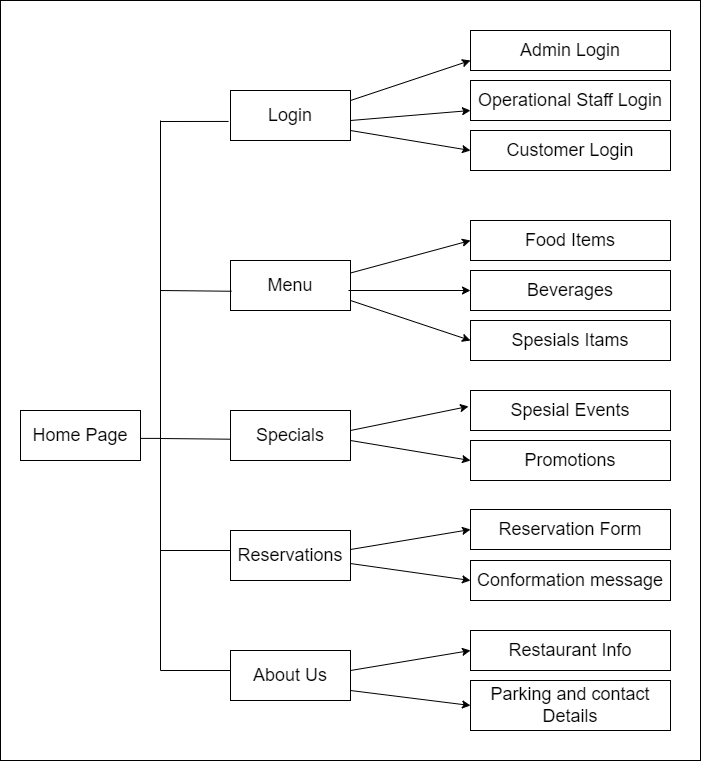 Home Page
Login
Admin Login
Operational Staff Login
Customer Login
Menu
Food Items
Beverages
Spesials Itams
Specials
Spesial Events
Promotions
Reservations
Reservation Form
Conformation message
About Us
Restaurant Info
Parking and contact
Details